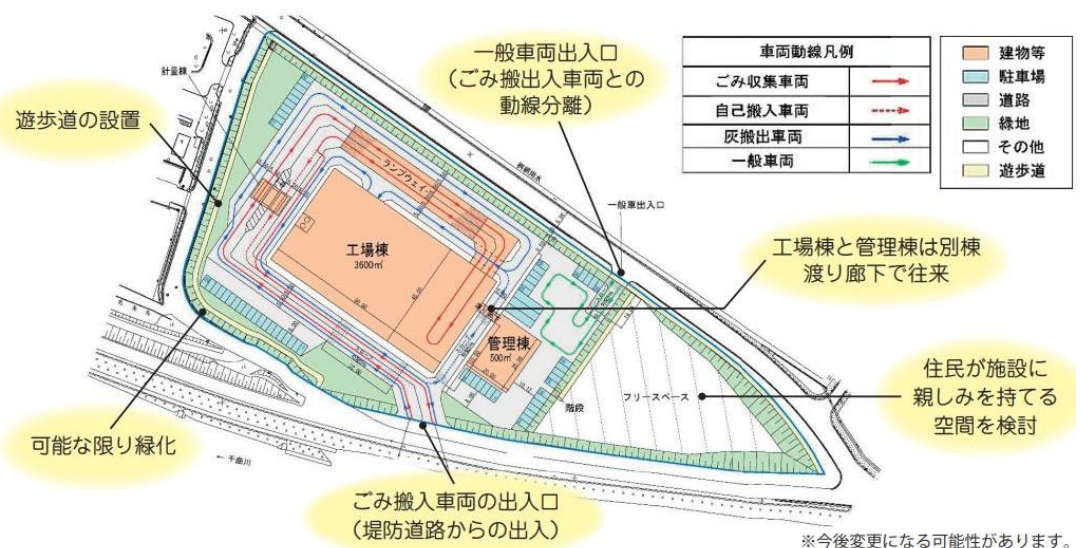 一般車両出入口
(ごみ搬出入車両との
動線分離)
車両動線凡例
ごみ収集車両
自己搬入車両
灰搬出車両
一般車両
建物等
駐車場
道路
緑地
その他
遊歩道
計量棟
遊歩道の設置
ランプウェイ
一般車出入口
工場棟
3600㎡
工場棟と管理棟は別棟
渡り廊下で往来
管理棟
500㎡
住民が施設に
親しみを持てる
空間を検討
フリースペース
階段
可能な限り緑化
千曲川
ごみ搬入車両の出入口
(堤防道路からの出入)
※今後変更になる可能性があります。